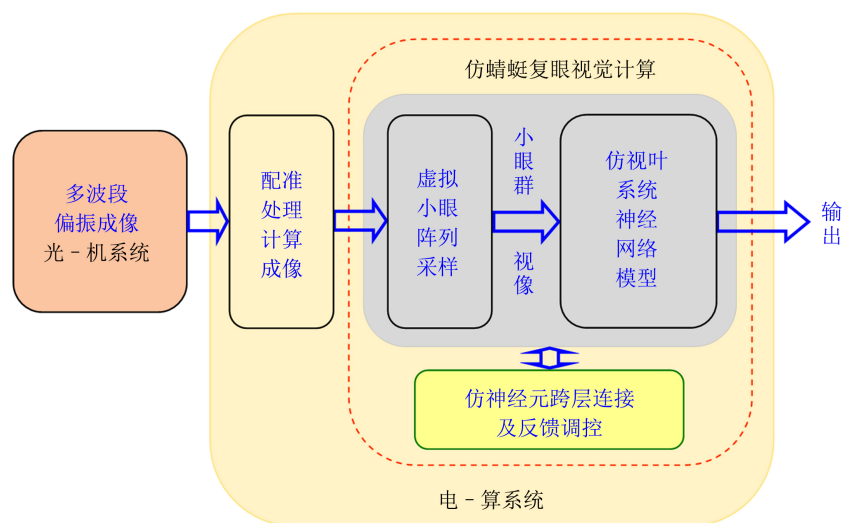 仿蜻蜓复眼视觉计算
多波段
偏振成像
光-机系统
配准
处理
计算
成像
虚拟
小眼
阵列
采样
小
眼
群
视
像
仿视叶
系统
神经
网络
模型
输
出
仿神经元跨层连接
及反馈调控
电-算系统